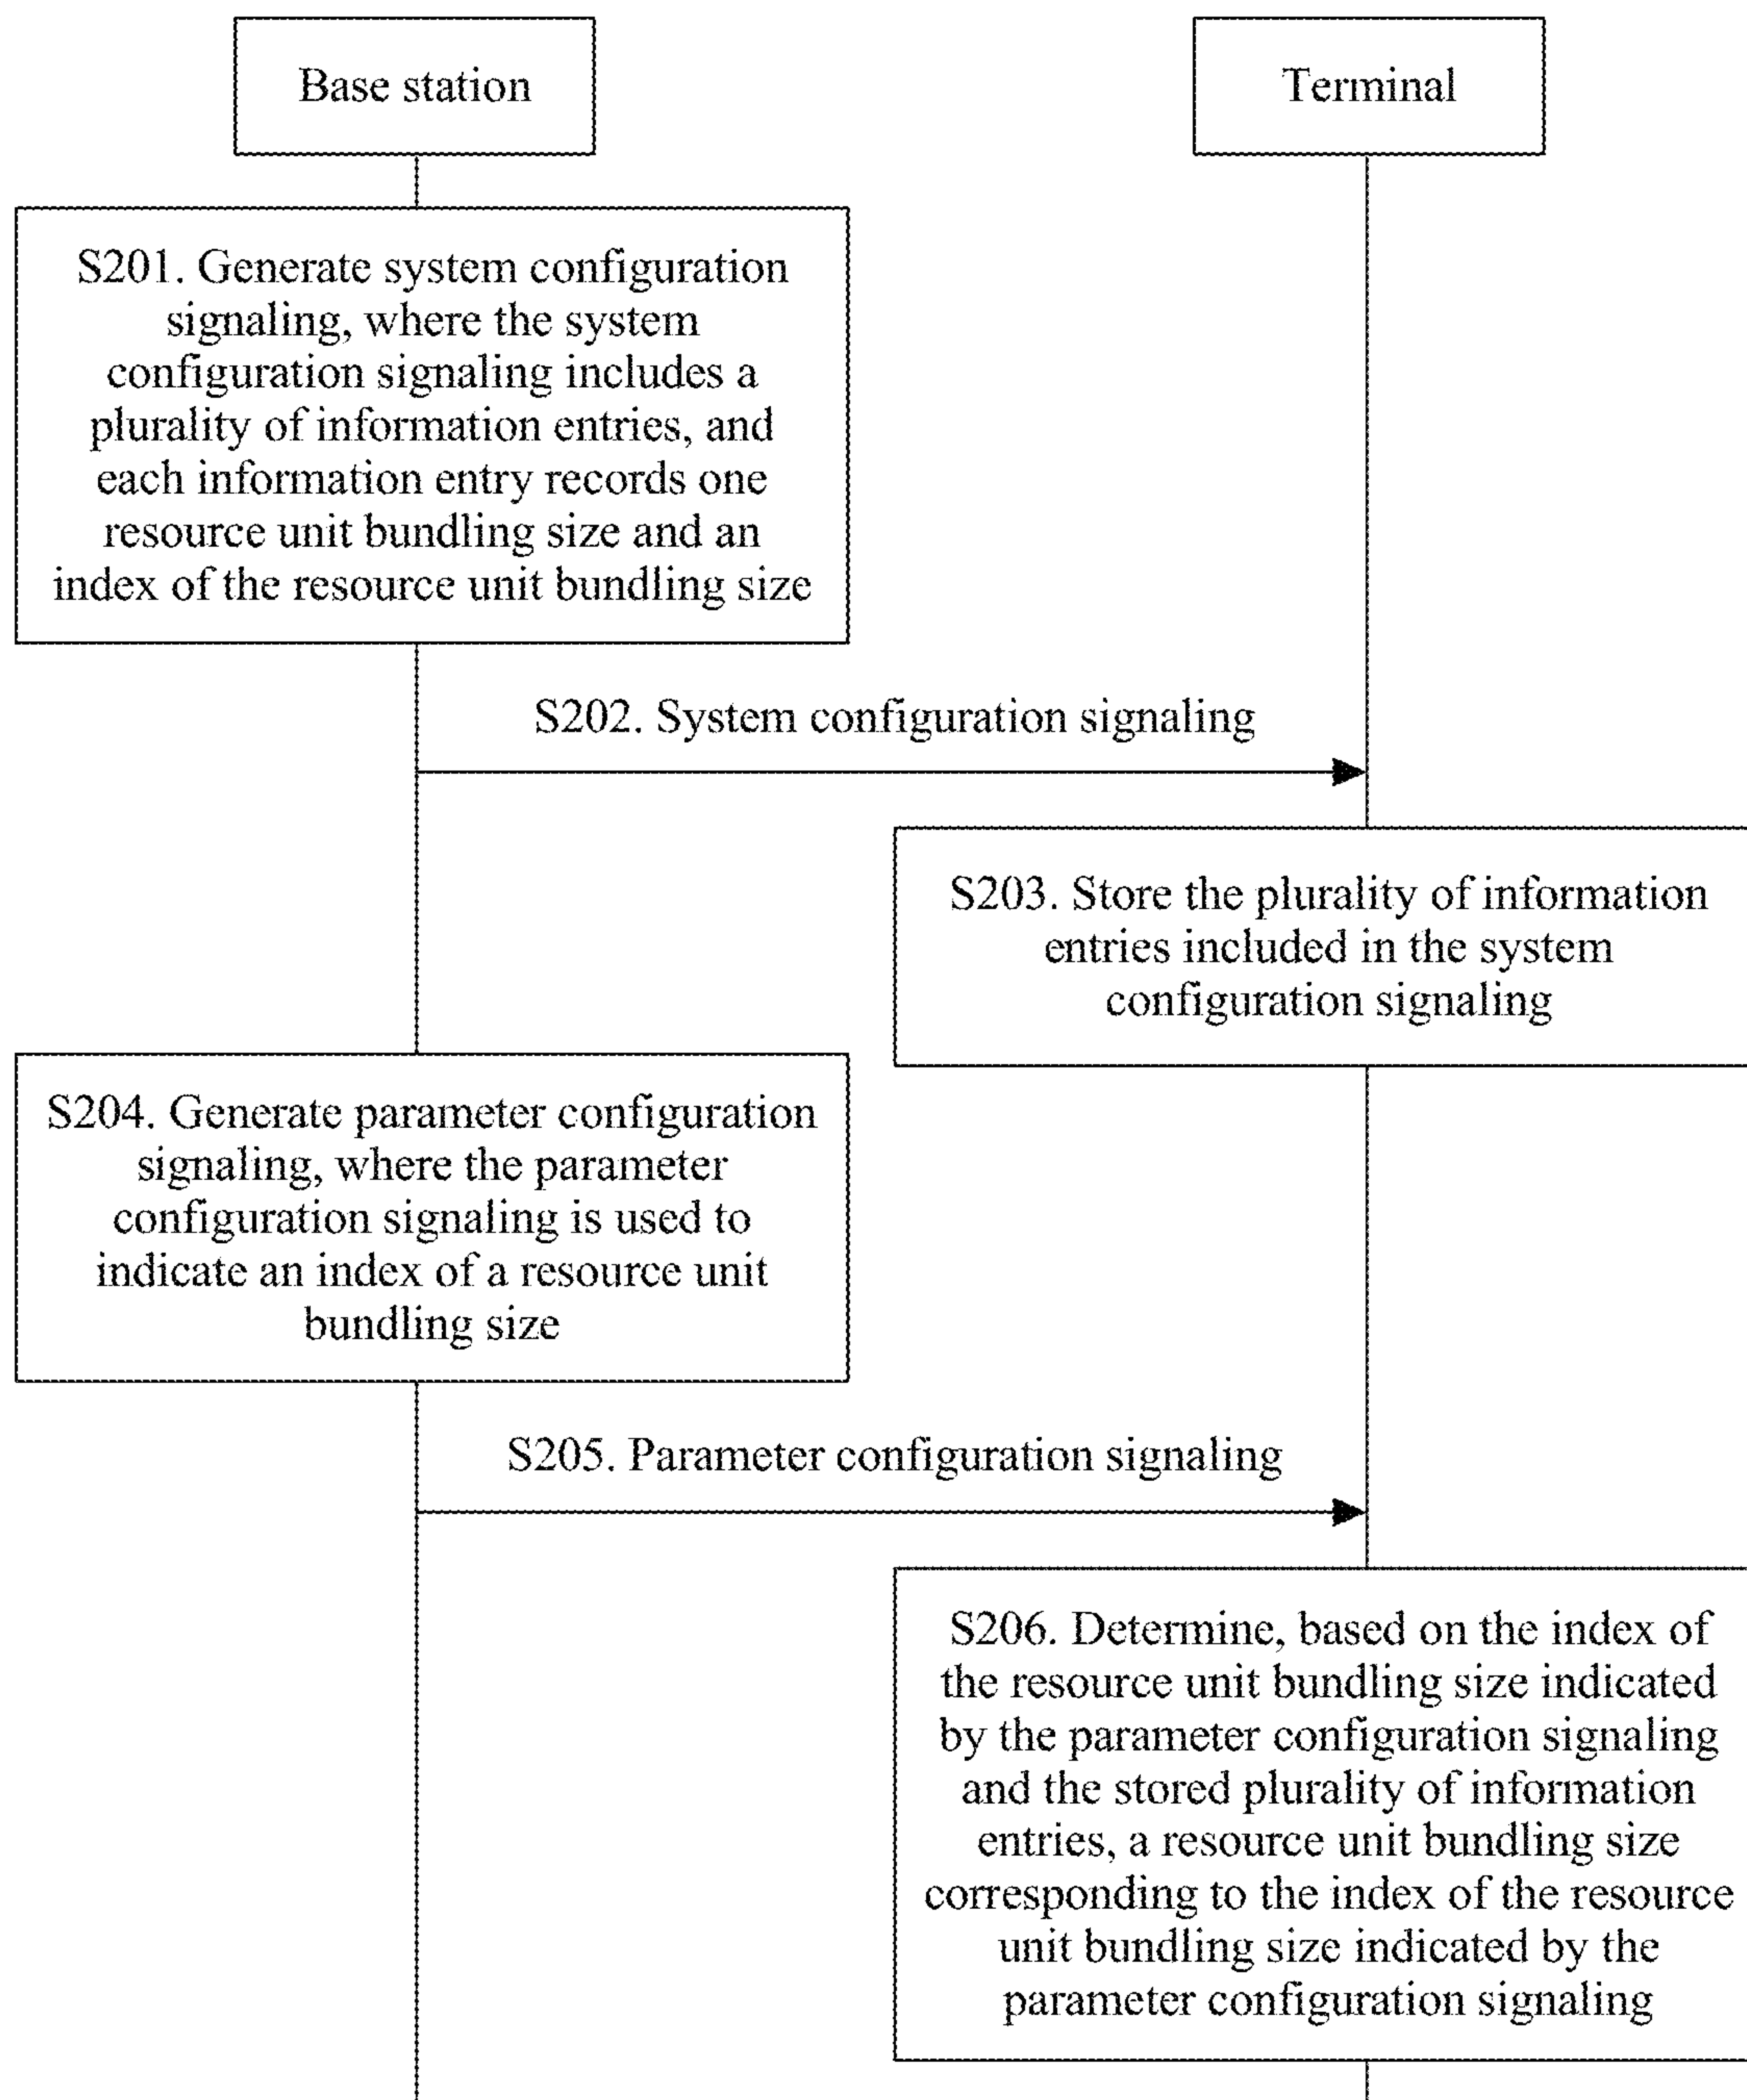 Base station
Terminal
S201. Generate system configuration
signaling, where the system
configuration signaling includes a
plurality of information entries, and
each information entry records one
resource unit bundling size and an
index of the resource unit bundling size
S202. System configuration signaling
S203. Store the plurality of information
entries included in the system
configuration signaling
S204. Generate parameter configuration
signaling, where the parameter
configuration signaling is used to
indicate an index of a resource unit
bundling size
S205. Parameter configuration signaling
S206. Determine, based on the index of
the resource unit bundling size indicated
by the parameter configuration signaling
and the stored plurality of information
entries, a resource unit bundling size
corresponding to the index of the resource
unit bundling size indicated by the
parameter configuration signaling